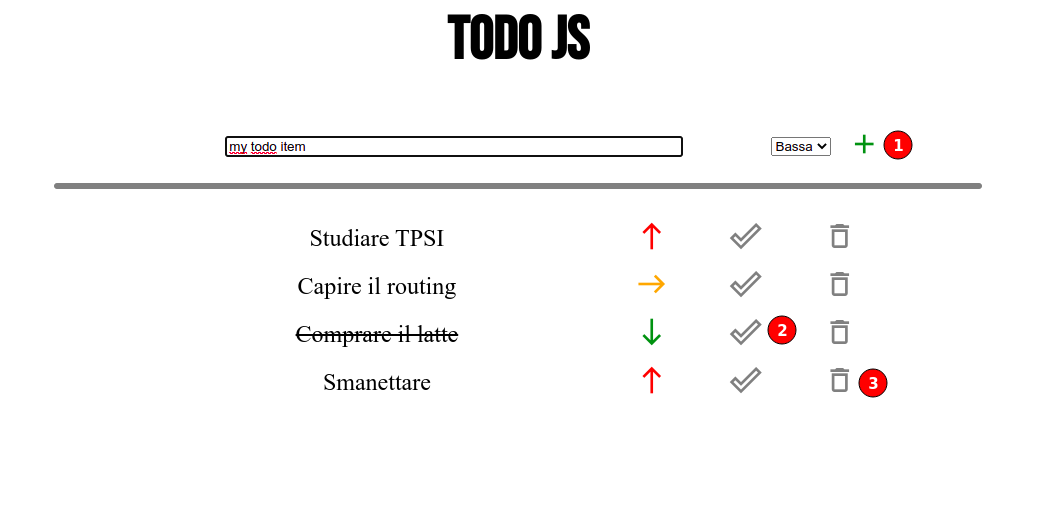 TODO JS
my todo item Bassa 1
Studiare TPSI
Capire il routing
Comprare il latte 2
Smanettare 3